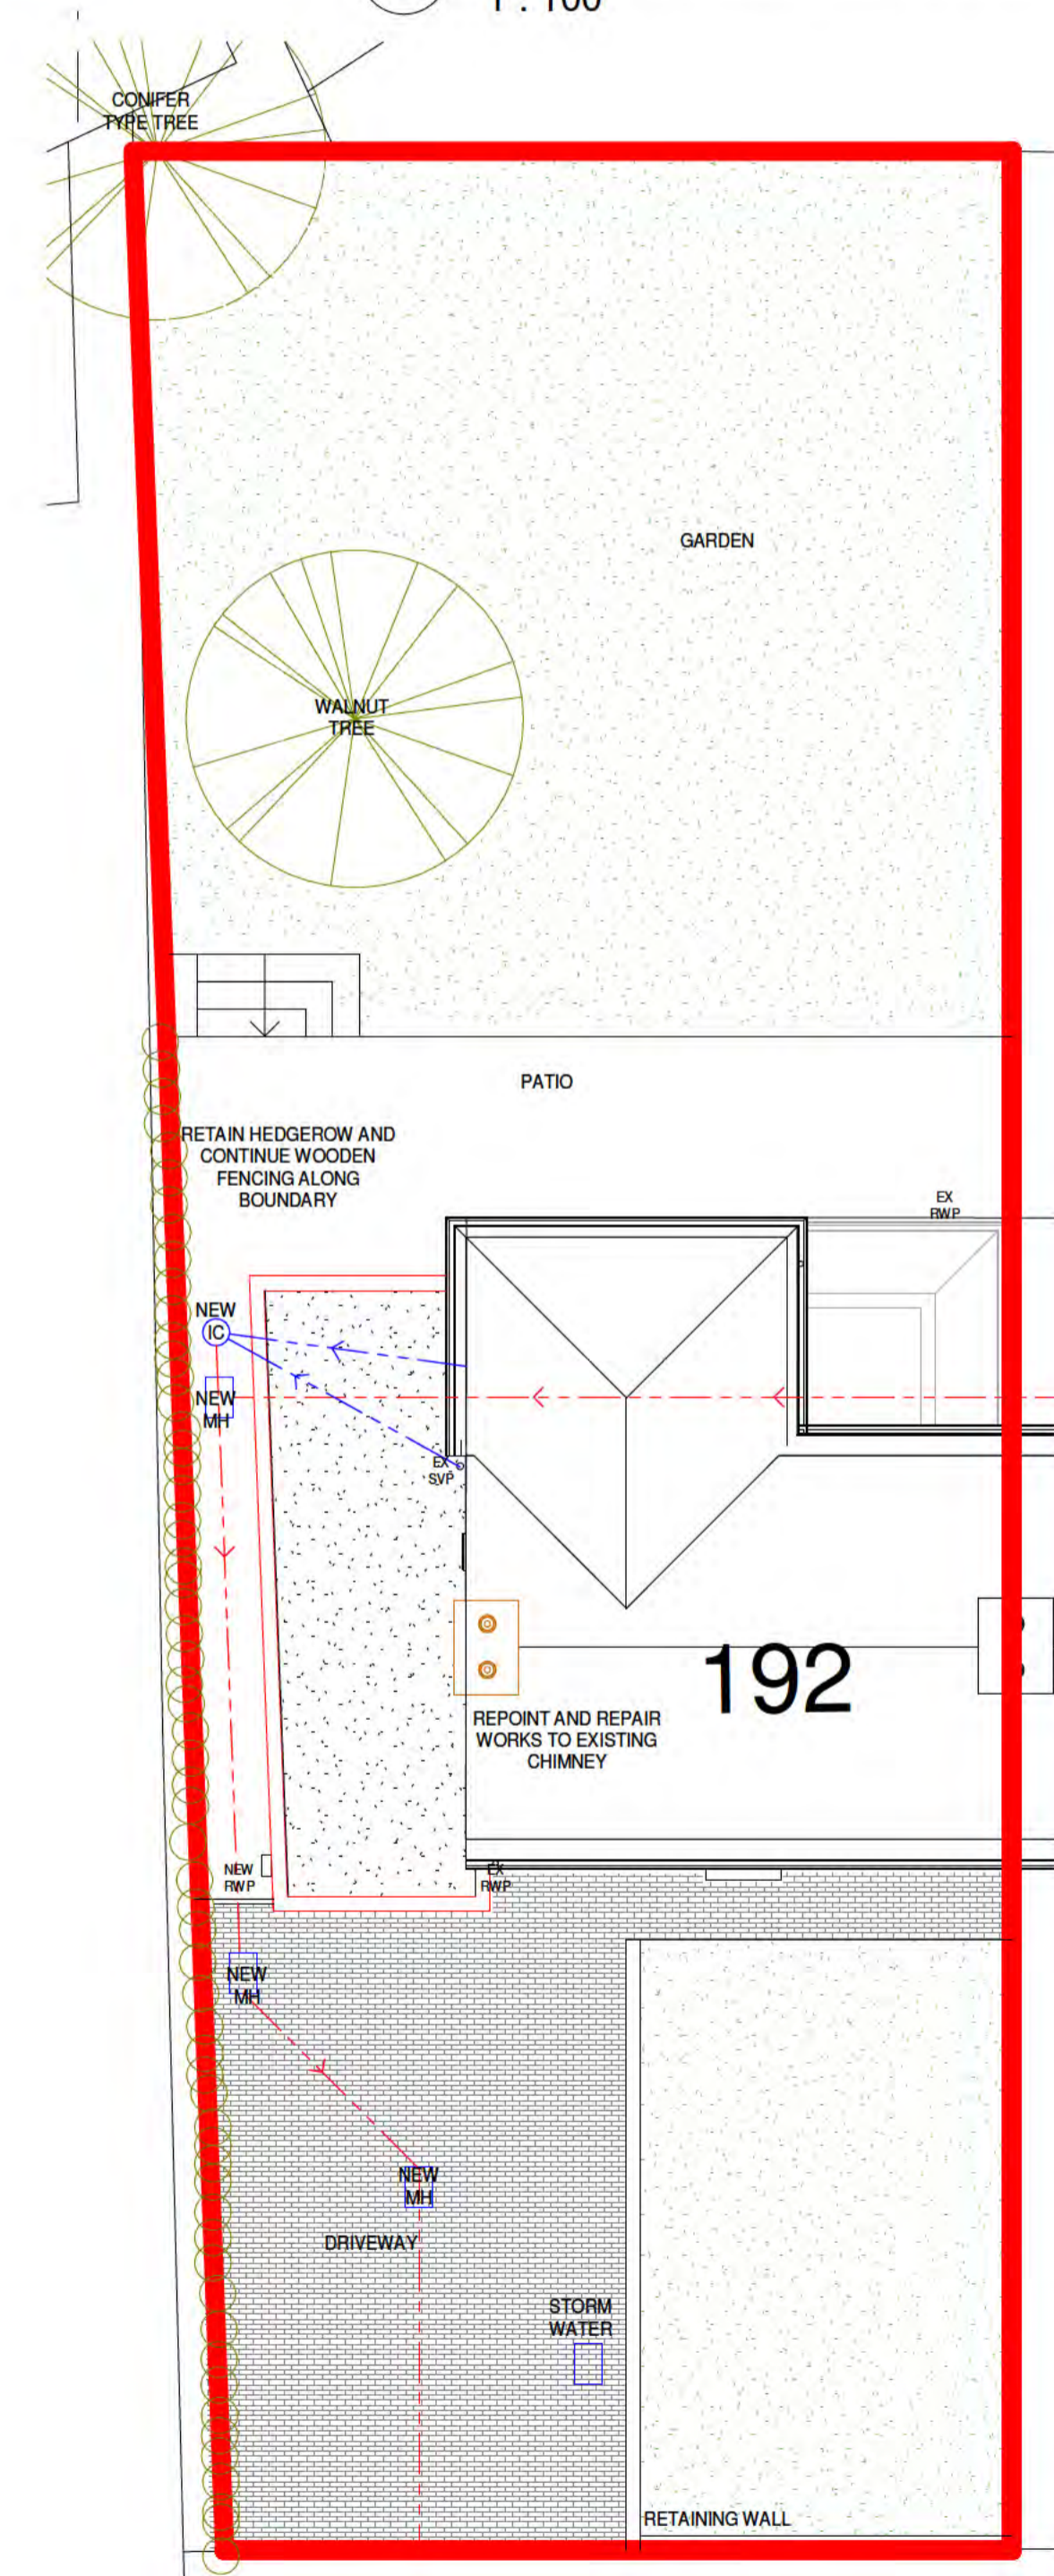 1 : 100
CONIFER
TYPE TREE
GARDEN
WALNUT
TREE
PATIO
RETAIN HEDGEROW AND
CONTINUE WOODEN
FENCING ALONG
BOUNDARY
EX
RWP
NEW
IC
NEW
MH
EX
SVP
192
REPOINT AND REPAIR
WORKS TO EXISTING
CHIMNEY
NEW
RWP
EX
RWP
NEW
MH
NEW
MH
DRIVEWAY
STORM
WATER
RETAINING WALL